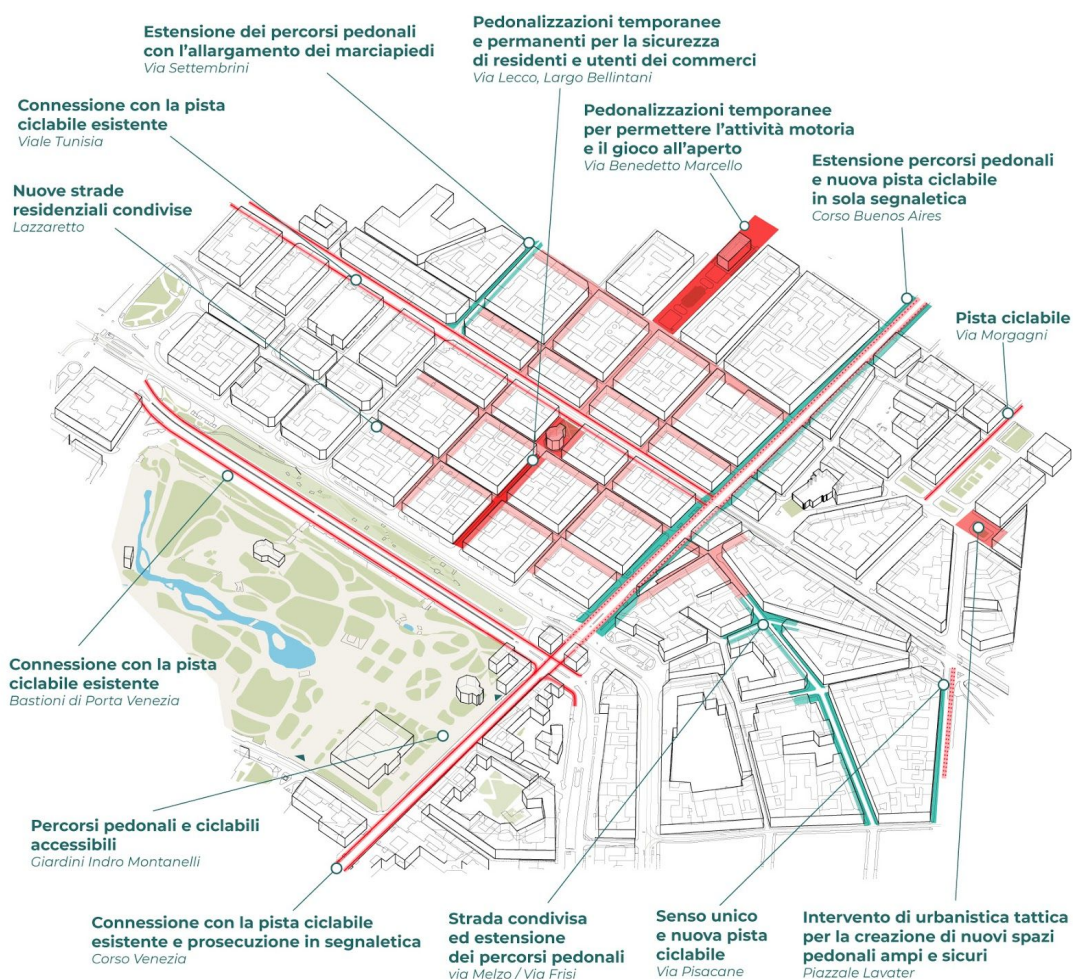 Estensione dei percorsi pedonali
con l'allargamento dei marciapiedi
Via Settembrini
Pedonalizzazioni temporanee
e permanenti per la sicurezza
di residenti e utenti dei commerci
Via Lecco, Largo Bellintani
Connessione con la pista
ciclabile esistente
Viale Tunisia
Pedonalizzazioni temporanee
per permettere l'attività motoria
e il gioco all'aperto
Via Benedetto Marcello
Estensione percorsi pedonali
e nuova pista ciclabile
in sola segnaletica
Corso Buenos Aires
Nuove strade
residenziali condivise
Lazzaretto
Pista ciclabile
Via Morgagni
Connessione con la pista
ciclabile esistente
Bastioni di Porta Venezia
Percorsi pedonali e ciclabili
accessibili
Giardini Indro Montanelli
Connessione con la pista ciclabile
esistente e prosecuzione in segnaletica
Corso Venezia
Strada condivisa
ed estensione
dei percorsi pedonali
via Melzo / Via Frisi
Senso unico
e nuova pista
ciclabile
Via Pisacane
Intervento di urbanistica tattica
per la creazione di nuovi spazi
pedonali ampi e sicuri
Piazzale Lavater